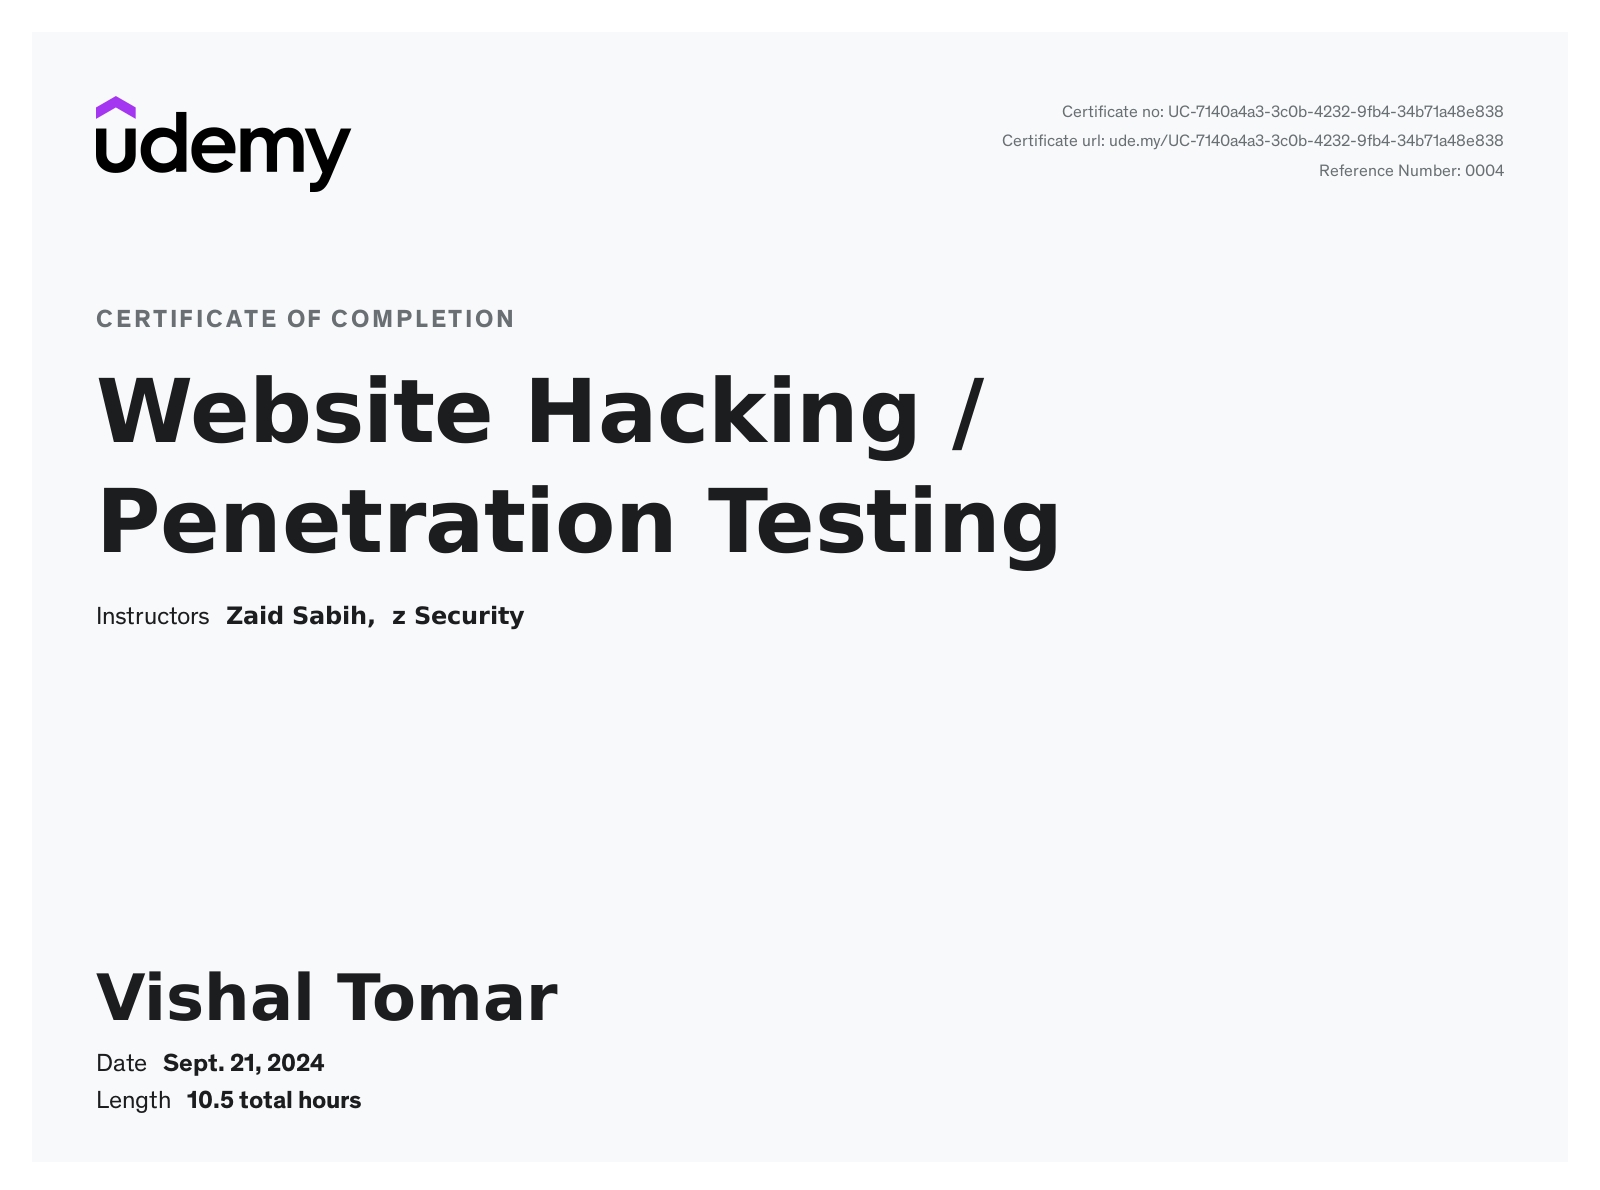 udemy
Certificate no: UC-7140a4a3-3c0b-4232-9fb4-34b71a48e838
Certificate url: ude.my/UC-7140a4a3-3c0b-4232-9fb4-34b71a48e838
Reference Number: 0004
CERTIFICATE OF COMPLETION
Website Hacking /
Penetration Testing
Instructors Zaid Sabih, z Security
Vishal Tomar
Date Sept. 21, 2024
Length 10.5 total hours